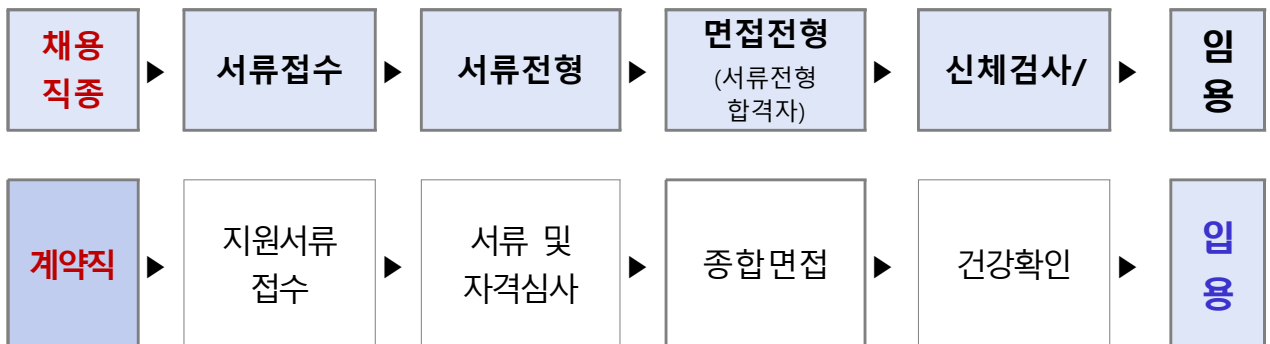 채용
직종
▶
서류접수
▶
서류전형
▶
면접전형
(서류전형
합격자)
▶
신체검사/
▶
임
용
계약직
▶
지원서류
접수
▶
서류 및
자격심사
▶
종합면접
▶
건강확인
▶
입
용